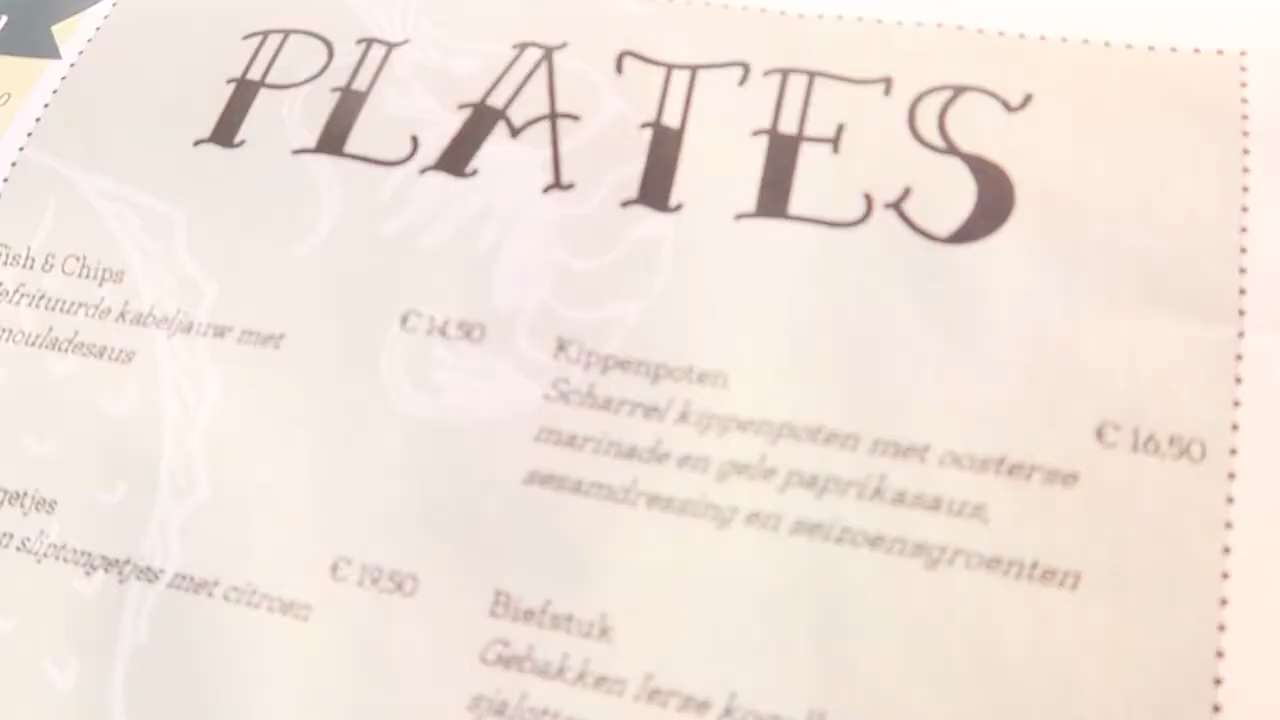 PLATES
Fish & Chips
efrituurde kabeljauw met
€ 14,50
mouladesaus
getjes
n sliptongetjes met citroen
€ 19,50
Kippenpoten
Scharrel kippenpoten met oosterse
€ 16,50
marinade en gele paprikasaus,
sesamdressing en seizoensgroenten
Biefstuk
Gebakken Ierse